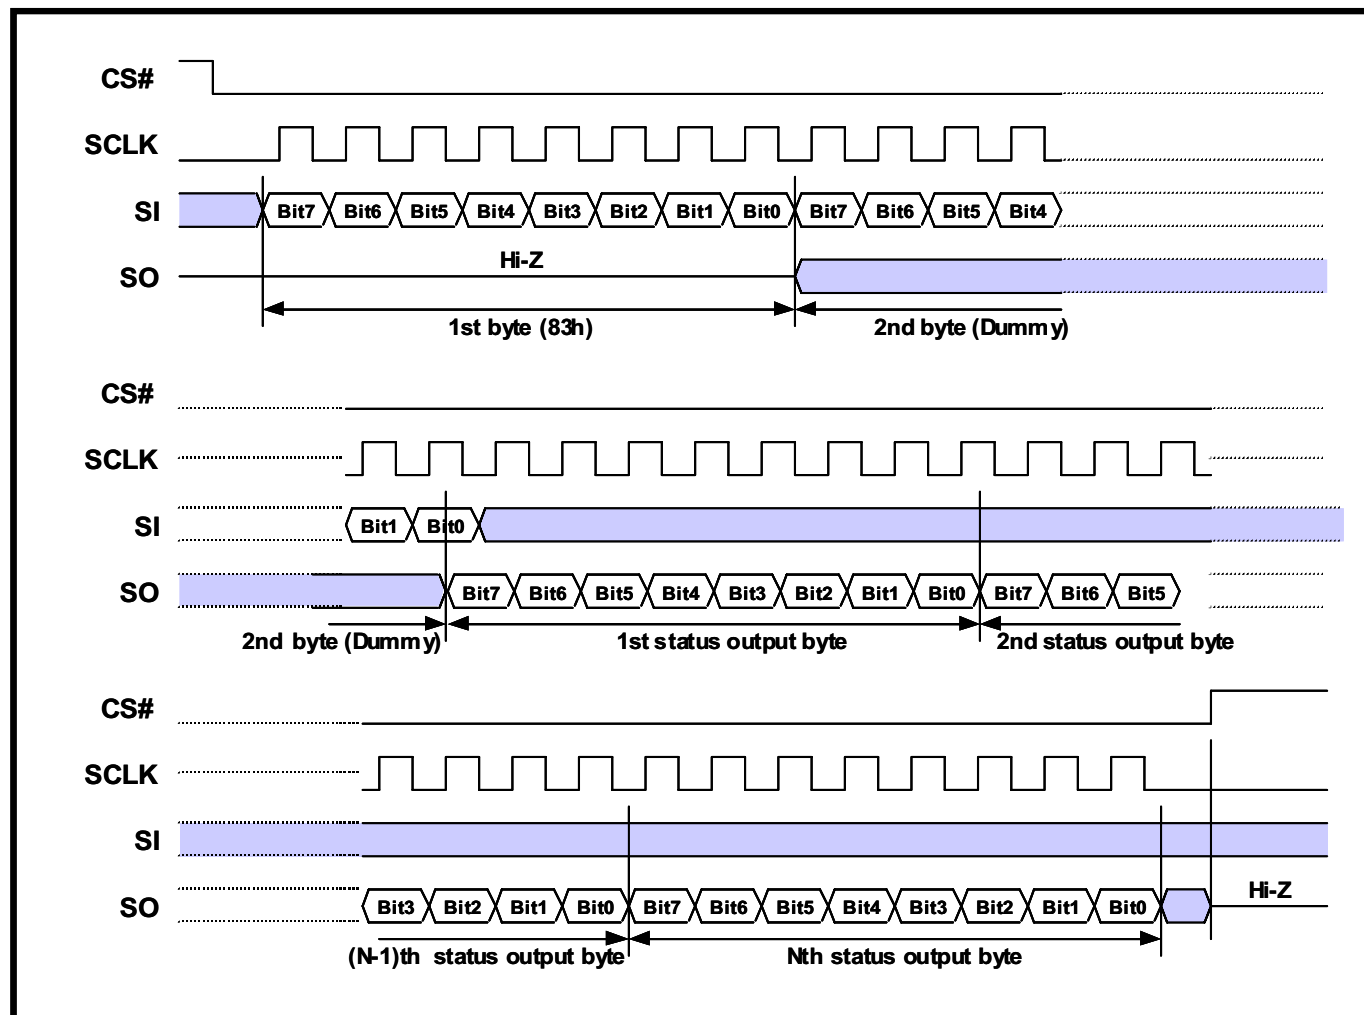 CS#
SCLK
SI Bit7 Bit6 Bit5 Bit4 Bit3 Bit2 Bit1 Bit0 Bit7 Bit6 Bit5 Bit4
Hi-Z
SO
1st byte (83h) 2nd byte (Dummy)
CS#
SCLK
SI Bit1 Bit0
SO Bit7 Bit6 Bit5 Bit4 Bit3 Bit2 Bit1 Bit0 Bit7 Bit6 Bit5
2nd byte (Dummy) 1st status output byte 2nd status output byte
CS#
SCLK
SI
SO Bit3 Bit2 Bit1 Bit0 Bit7 Bit6 Bit5 Bit4 Bit3 Bit2 Bit1 Bit0 Hi-Z
(N-1)th status output byte Nth status output byte